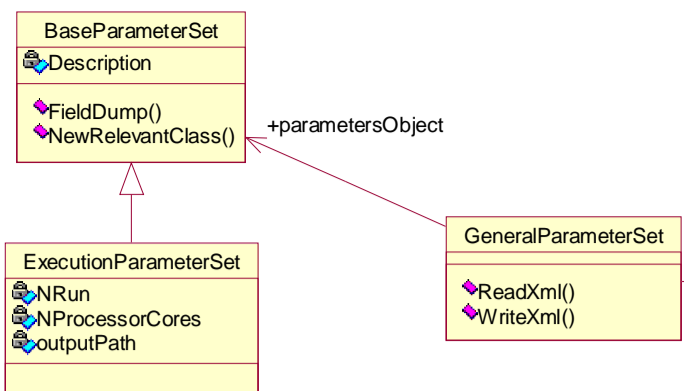 BaseParameterSet
Description
FieldDump()
NewRelevantClass()
+parametersObject
ExecutionParameterSet
NRun
NProcessorCores
outputPath
GeneralParameterSet
ReadXml()
WriteXml()